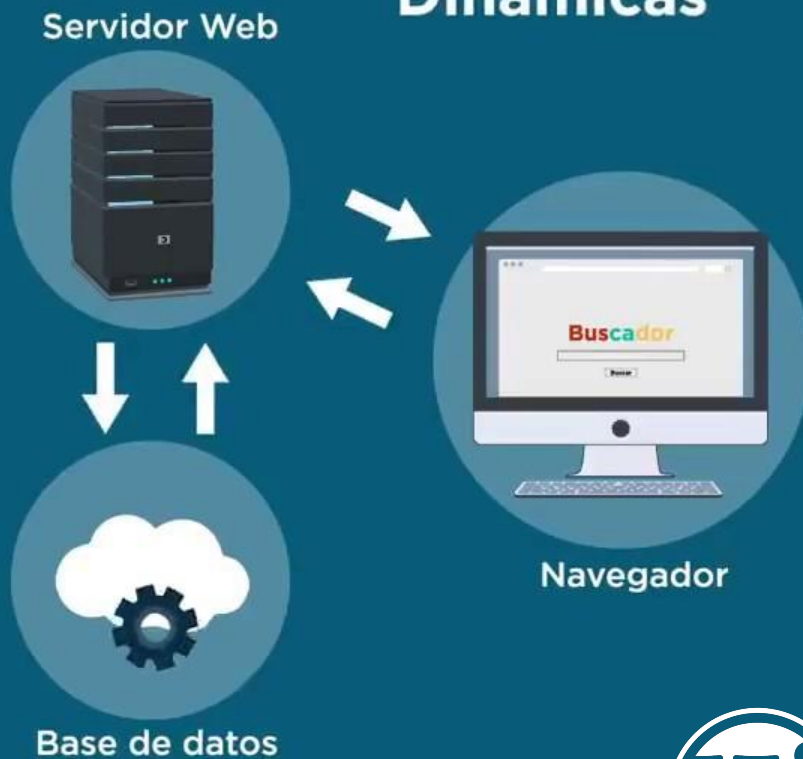 Dinámicas
Servidor Web
Buscador
Buscar
Navegador
Base de datos